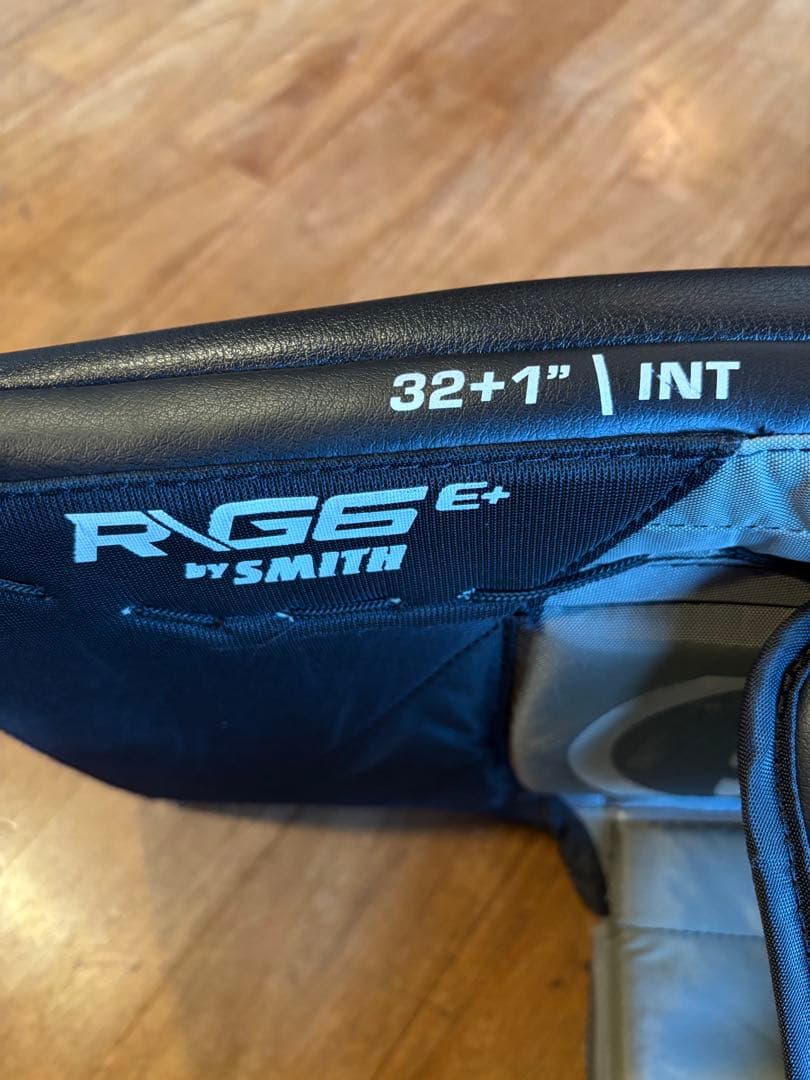 32+1” \ INT
R\G6 E+
BY SMITH